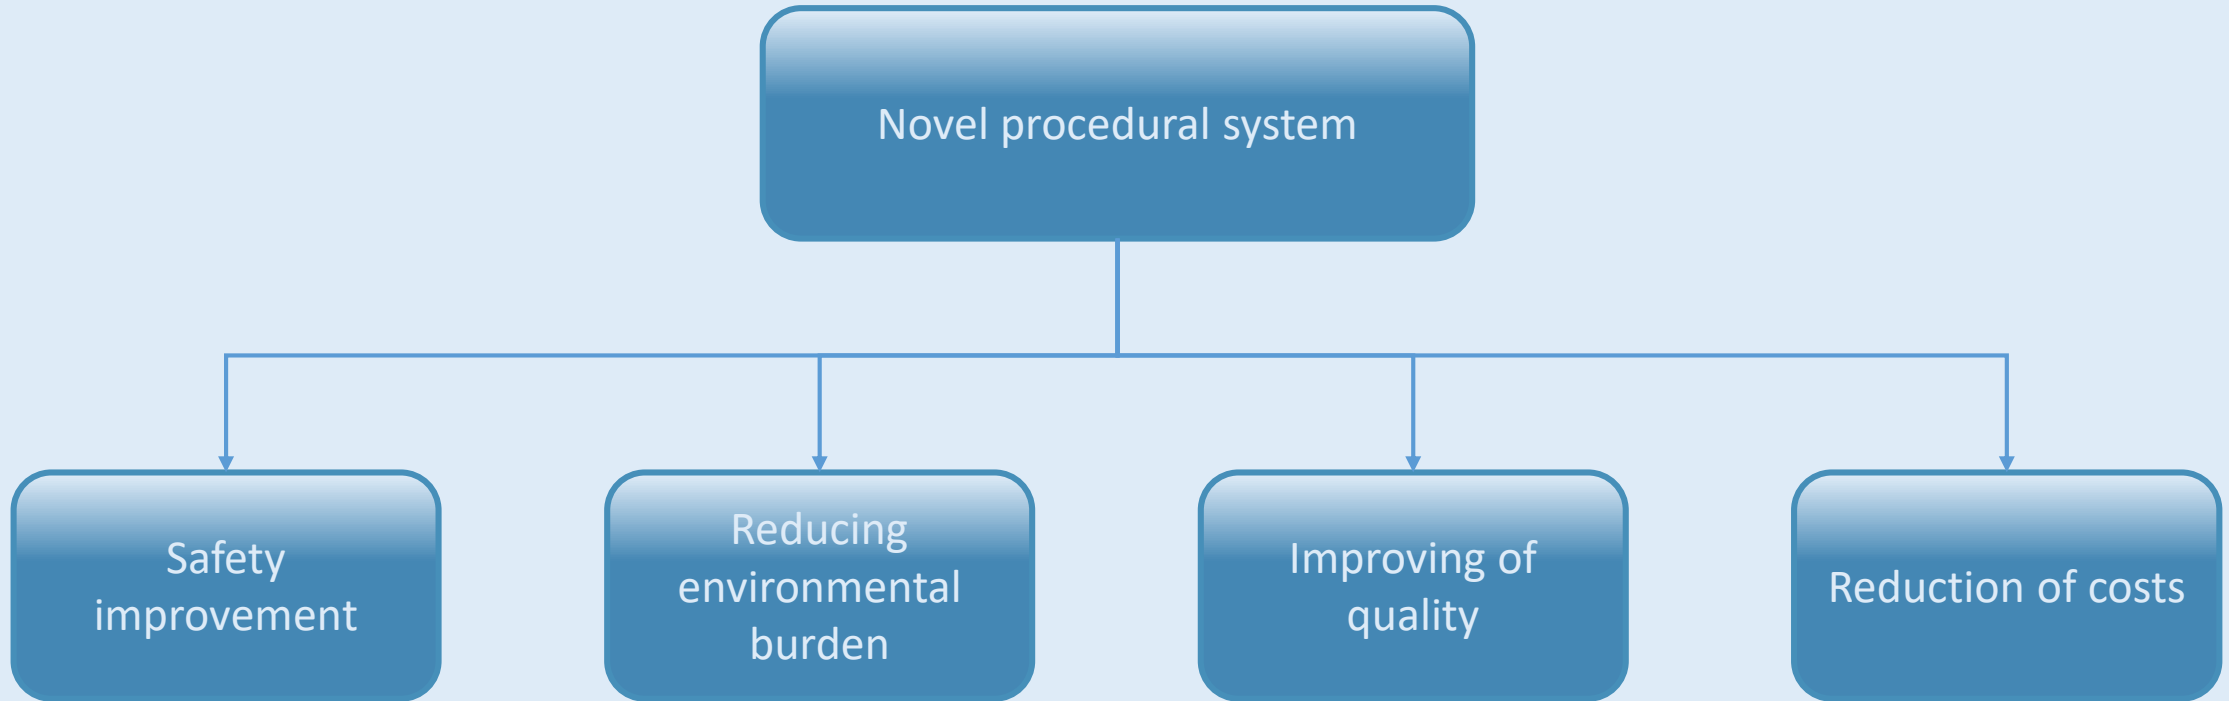 Novel procedural system
Safety
improvement
Reducing
environmental
burden
Improving of
quality
Reduction of costs